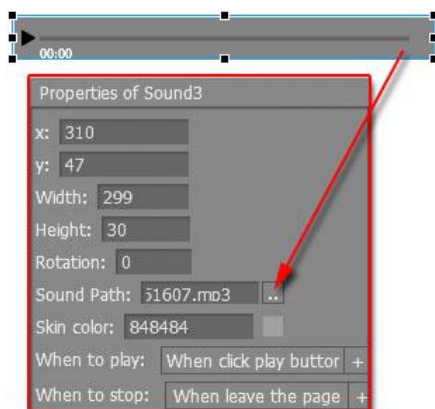 00:00
Properties of Sound3
x: 310
y: 47
Width: 299
Height: 30
Rotation: 0
Sound Path: 51607.mp3 ..
Skin color: 848484
When to play: When click play buttor +
When to stop: When leave the page +